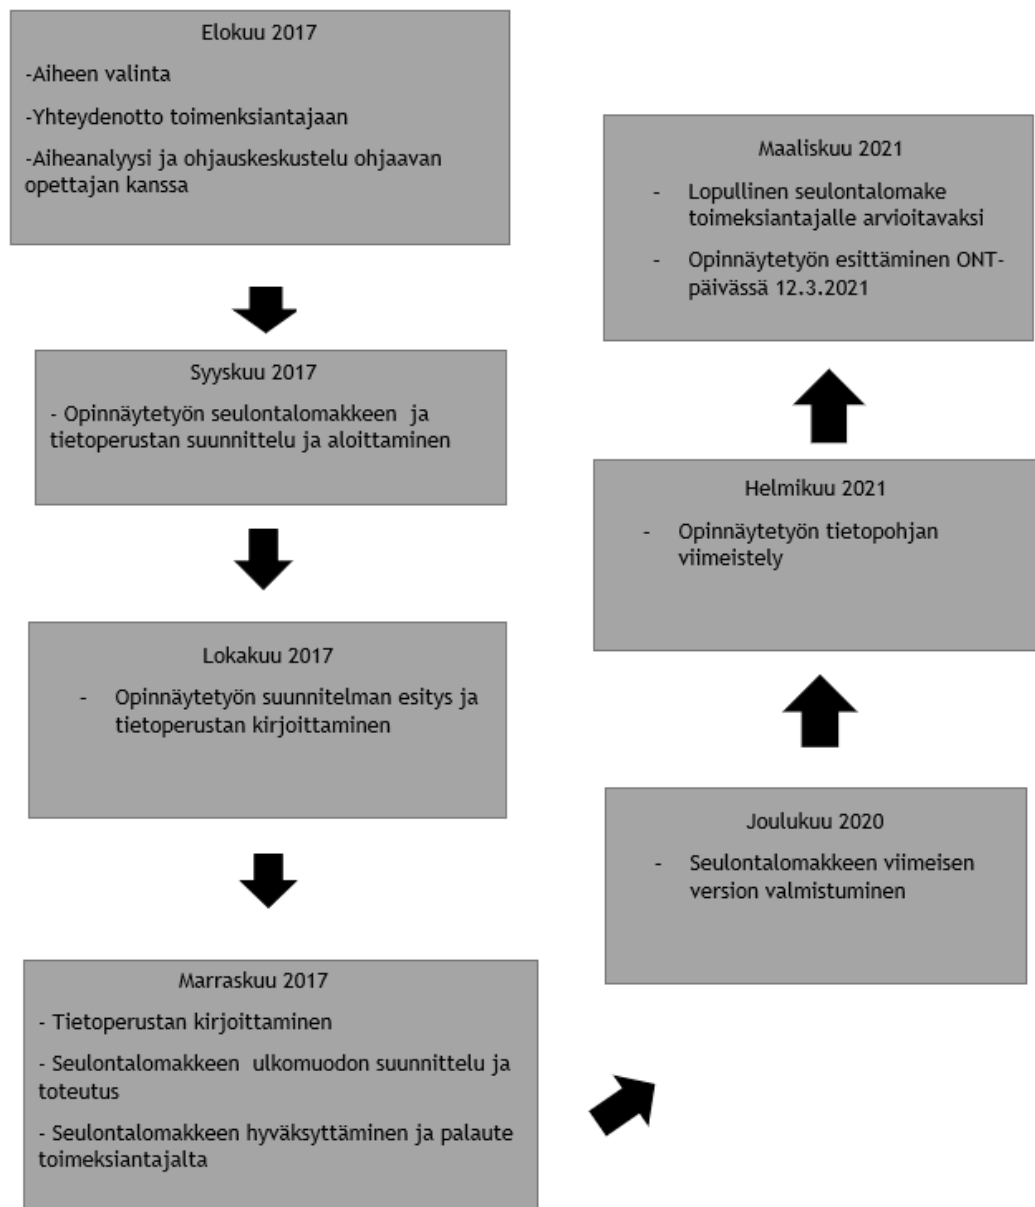 Elokuu 2017
-Aiheen valinta
-Yhteydenotto toimenksiantajaan
-Aiheanalyysi ja ohjauskeskustelu ohjaavan
opettajan kanssa
Syyskuu 2017
- Opinnäytetyön seulontalomakkeen ja
tietoperustan suunnittelu ja aloittaminen
Lokakuu 2017
- Opinnäytetyön suunnitelman esitys ja
tietoperustan kirjoittaminen
Marraskuu 2017
- Tietoperustan kirjoittaminen
- Seulontalomakkeen ulkomuodon suunnittelu ja
toteutus
- Seulontalomakkeen hyväksyttäminen ja palaute
toimeksiantajalta
Joulukuu 2020
- Seulontalomakkeen viimeisen
version valmistuminen
Helmikuu 2021
- Opinnäytetyön tietopohjan
viimeistely
Maaliskuu 2021
- Lopullinen seulontalomake
toimeksiantajalle arvioitavaksi
- Opinnäytetyön esittäminen ONT-
päivässä 12.3.2021